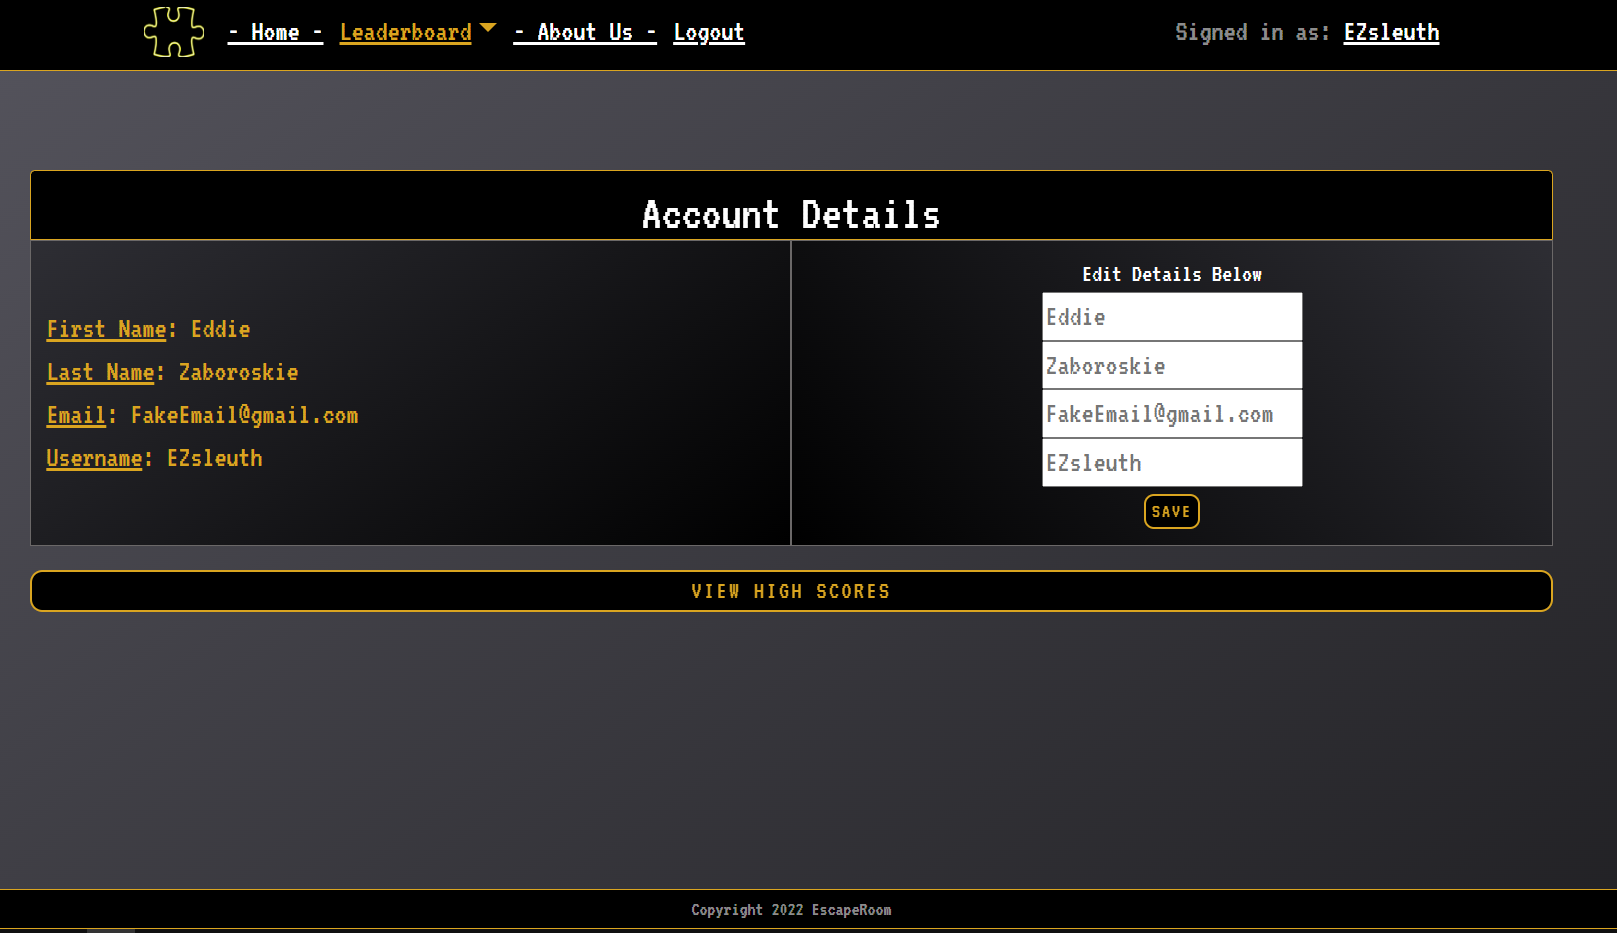 - Home - Leaderboard - About Us - Logout Signed in as: EZsleuth
Account Details
First Name: Eddie
Last Name: Zaboroskie
Email: FakeEmail@gmail.com
Username: EZsleuth
Edit Details Below
Eddie
Zaboroskie
FakeEmail@gmail.com
EZsleuth
SAVE
VIEW HIGH SCORES
Copyright 2022 EscapeRoom